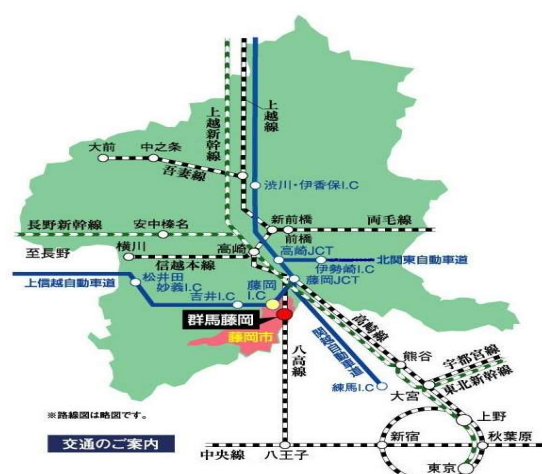 上越新幹線
上越線
大前
中之条
吾妻線
渋川・伊香保I.C
長野新幹線
安中榛名
新前橋
両毛線
前橋
至長野
横川
高崎
信越本線
高崎JCT
北関東自動車道
伊勢崎I.C
上信越自動車道
松井田
妙義I.C
吉井I.C
藤岡
I.C
藤岡JCT
群馬藤岡
藤岡市
関越自動車道
高崎線
熊谷
宇都宮線
東北新幹線
八高線
練馬I.C
大宮
上野
※路線図は略図です。
交通のご案内
中央線
八王子
新宿
秋葉原
東京